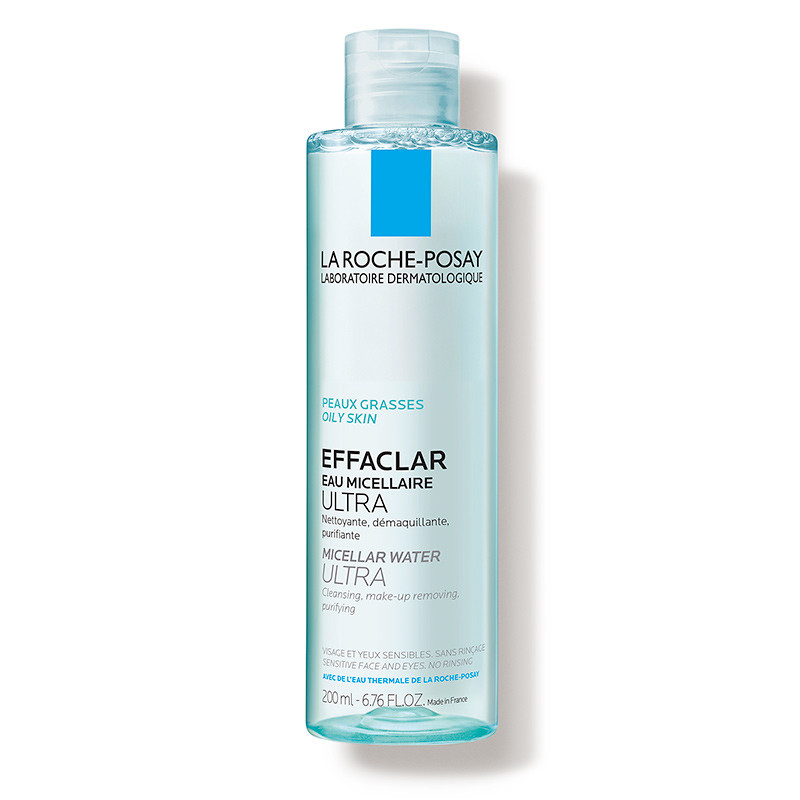 LA ROCHE-POSAY
LABORATOIRE DERMATOLOGIQUE
PEAUX GRASSES
OILY SKIN
EFFACLAR
EAU MICELLAIRE
ULTRA
Nettoyante, démaquillante,
purifiante
MICELLAR WATER
ULTRA
Cleansing, make-up removing,
purifying
VISAGE ET YEUX SENSIBLES, SANS RINÇAGE
SENSITIVE FACE AND EYES. NO RINSING
AVEC DE L'EAU THERMALE DE LA ROCHE-POSAY
200 ml - 6.76 FL.OZ. Made in France